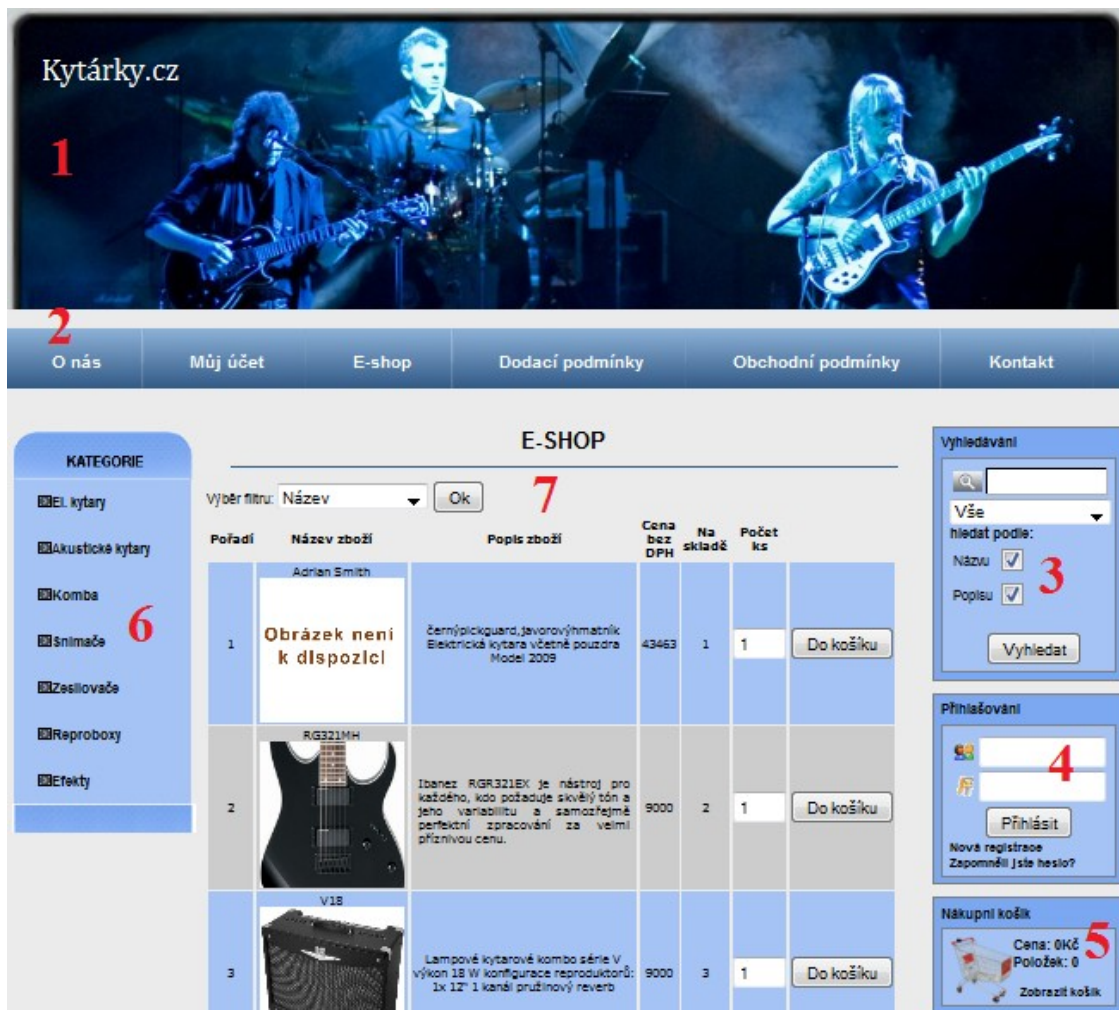 Kytárky.cz
1
2
O nás Můj účet E-shop Dodací podmínky Obchodní podmínky Kontakt
KATEGORIE
El. kytary
Akustické kytary
Komba
6
Snímače
Zesilovače
Reproboxy
Efekty
E-SHOP
Výběr filtru: Název Ok
7
Pořadí Název zboží Popis zboží Cena bez DPH Na skladě Počet ks
Adrian Smith
1
Obrázek není
k dispozici
černýpickguard,javorovýhmatník
Elektrická kytara včetně pouzdra
Model 2009
43463 1 1 Do košíku
RG321MH
2
Ibanez RGR321EX je nástroj pro
každého, kdo požaduje skvělý tón a
jeho variabilitu a samozřejmě
perfektní zpracování za velmi
příznivou cenu.
9000 2 1 Do košíku
V18
3
Lampové kytarové kombo série V
výkon 18 W konfigurace reproduktorů:
1x 12" 1 kanál pružinový reverb
9000 3 1 Do košíku
Vyhledávání
Vše
hledat podle:
Názvu
3
Popisu
Vyhledat
Přihlašování
4
Přihlásit
Nová registrace
Zapomněli jste heslo?
Nákupní košík
5
Cena: 0Kč
Položek: 0
Zobrazit košík